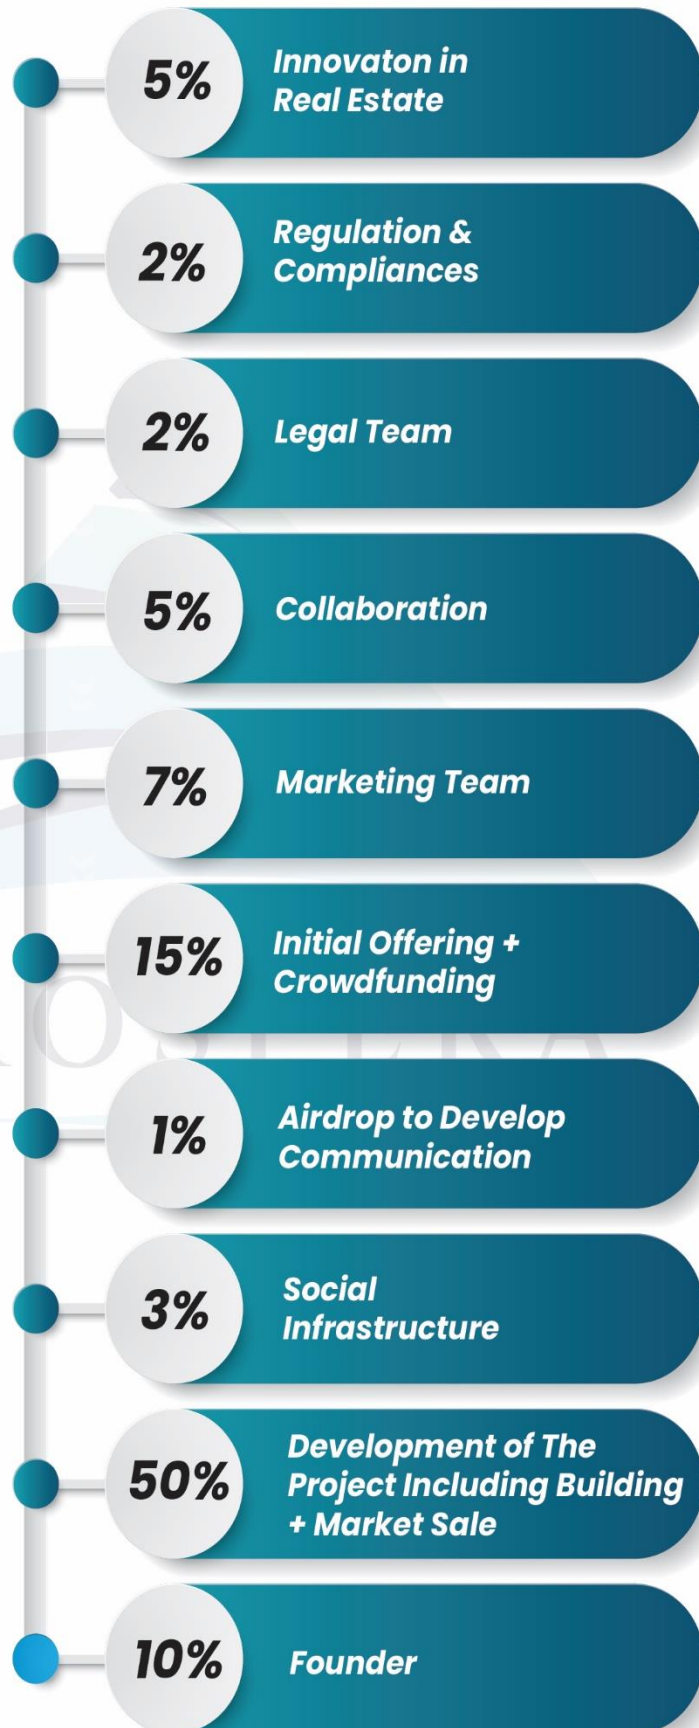 5%
Innovaton in
Real Estate
2%
Regulation &
Compliances
2%
Legal Team
5%
Collaboration
7%
Marketing Team
15%
Initial Offering +
Crowdfunding
1%
Airdrop to Develop
Communication
3%
Social
Infrastructure
50%
Development of The
Project Including Building
+ Market Sale
10%
Founder